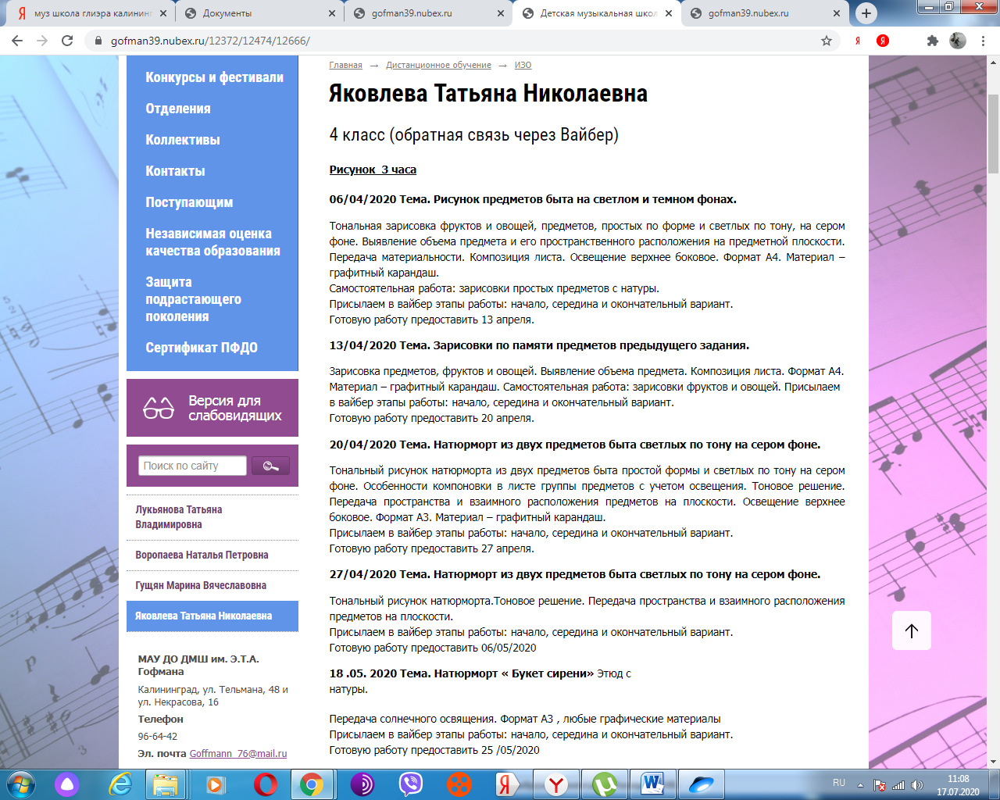 муз школа глиэра калининг
Документы
gofman39.nubex.ru
Детская музыкальная школ
gofman39.nubex.ru
gofman39.nubex.ru/12372/12474/12666/
Конкурсы и фестивали
Отделения
Коллективы
Контакты
Поступающим
Независимая оценка
качества образования
Защита
подрастающего
поколения
Сертификат ПФДО
Версия для
слабовидящих
Поиск по сайту
Лукьянова Татьяна
Владимировна
Воропаева Наталья Петровна
Гущян Марина Вячеславовна
Яковлева Татьяна Николаевна
МАУ ДО ДМШ им. Э.Т.А.
Гофмана
Калининград, ул. Тельмана, 48 и
ул. Некрасова, 16
Телефон
96-64-42
Эл. почта Goffmann_76@mail.ru
Главная → Дистанционое обучение → ИЗО
Яковлева Татьяна Николаевна
4 класс (обратная связь через Вайбер)
Рисунок 3 часа
06/04/2020 Тема. Рисунок предметов быта на светлом и темном фонах.
Тональная зарисовка фруктов и овощей, предметов, простых по форме и светлых по тону, на сером
фоне. Выявление объема предмета и его пространственного расположения на предметной плоскости.
Передача материальности. Композиция листа. Освещение верхнее боковое. Формат А4. Материал –
графитный карандаш.
Самостоятельная работа: зарисовки простых предметов с натуры.
Присылаем в вайбер этапы работы: начало, середина и окончательный вариант.
Готовую работу предоставить 13 апреля.
13/04/2020 Тема. Зарисовки по памяти предметов предыдущего задания.
Зарисовка предметов, фруктов и овощей. Выявление объема предмета. Композиция листа. Формат А4.
Материал – графитный карандаш. Самостоятельная работа: зарисовки фруктов и овощей. Присылаем
в вайбер этапы работы: начало, середина и окончательный вариант.
Готовую работу предоставить 20 апреля.
20/04/2020 Тема. Натюрморт из двух предметов быта светлых по тону на сером фоне.
Тональный рисунок натюрморта из двух предметов быта простой формы и светлых по тону на сером
фоне. Особенности компоновки в листе группы предметов с учетом освещения. Тоновое решение.
Передача пространства и взаимного расположения предметов на плоскости. Освещение верхнее
боковое. Формат А3. Материал – графитный карандаш.
Присылаем в вайбер этапы работы: начало, середина и окончательный вариант.
Готовую работу предоставить 27 апреля.
27/04/2020 Тема. Натюрморт из двух предметов быта светлых по тону на сером фоне.
Тональный рисунок натюрморта.Тоновое решение. Передача пространства и взаимного расположения
предметов на плоскости.
Присылаем в вайбер этапы работы: начало, середина и окончательный вариант.
Готовую работу предоставить 06/05/2020
18 .05. 2020 Тема. Натюрморт « Букет сирени» Этюд с
натуры.
Передача солнечного освящения. Формат А3 , любые графические материалы
Присылаем в вайбер этапы работы: начало, середина и окончательный вариант.
Готовую работу предоставить 25 /05/2020
RU
11:08
17.07.2020